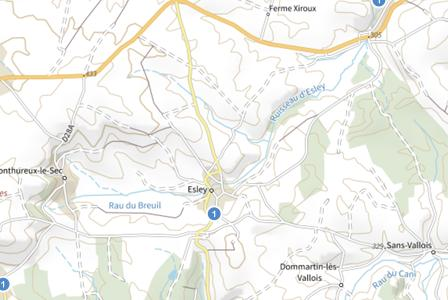 Ferme Xiroux
1
305
433
Ruisseau d'Esley
D28A
onthureux-le-Sec
Esley
Rau du Breuil
1
329
Sans-Vallois
Dommartin-lès-
Vallois
Rau du Cani
1